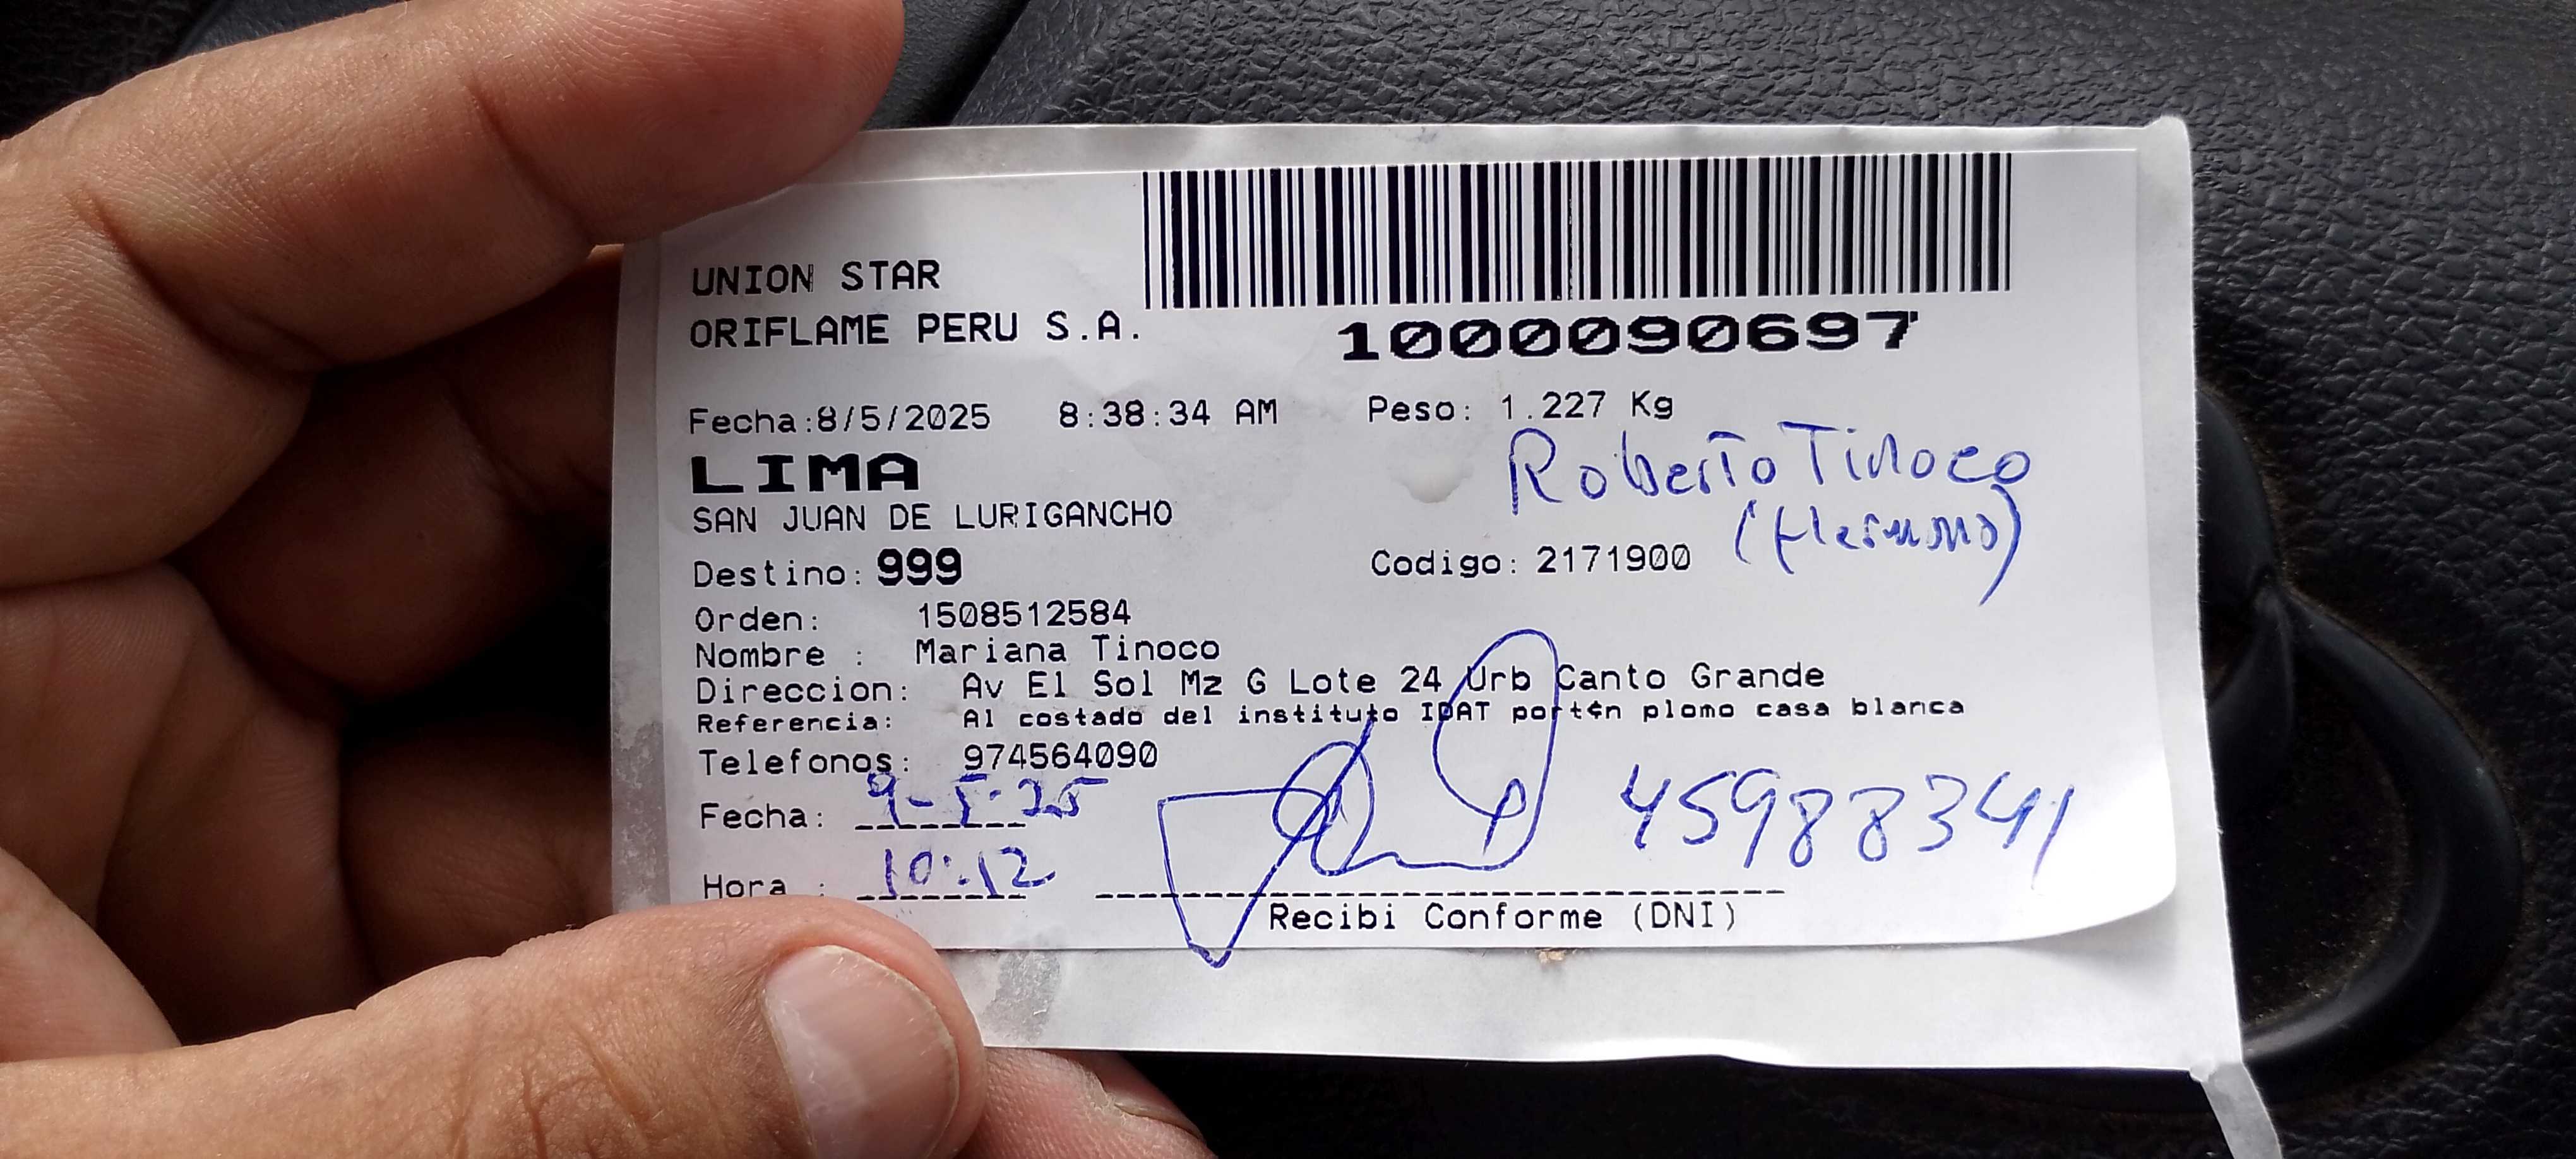 UNION STAR
ORIFLAME PERU S.A.
1000090697
Fecha:8/5/2025 8:38:34 AM Peso: 1.227 Kg
Roberto Tinoco
LIMA
SAN JUAN DE LURIGANCHO
(Hermano)
Destino: 999 Codigo: 2171900
Orden: 1508512584
Nombre : Mariana Tinoco
Direccion: Av El Sol Mz G Lote 24 Urb Canto Grande
Referencia: Al costado del instituto IDAT port¢n plomo casa blanca
Telefonos: 974564090
Fecha: 9-5-25
45988341
Hora : 10:12
Recibi Conforme (DNI)